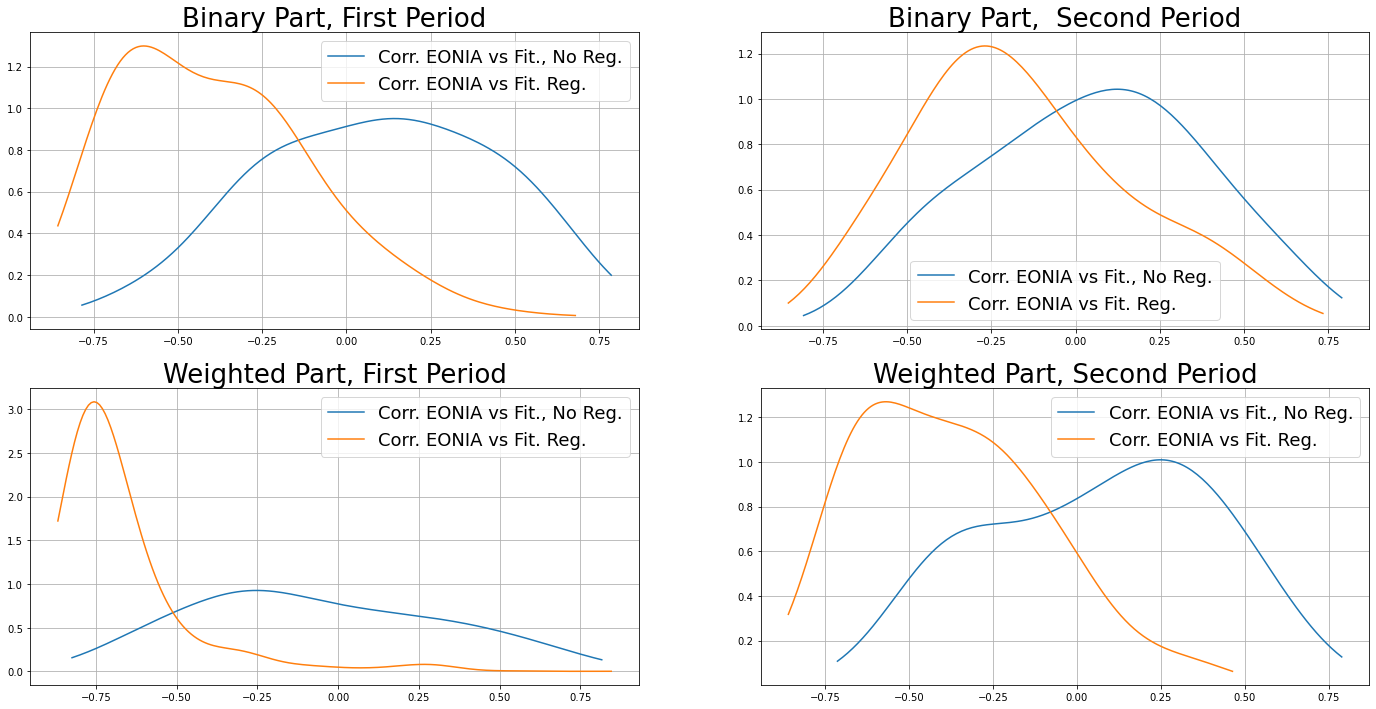 Binary Part, First Period
Corr. EONIA vs Fit., No Reg.
Corr. EONIA vs Fit. Reg.
1.2
1.0
0.8
0.6
0.4
0.2
0.0
−0.75 −0.50 −0.25 0.00 0.25 0.50 0.75
Binary Part,  Second Period
1.2
1.0
0.8
0.6
0.4
0.2
0.0
Corr. EONIA vs Fit., No Reg.
Corr. EONIA vs Fit. Reg.
−0.75 −0.50 −0.25 0.00 0.25 0.50 0.75
Weighted Part, First Period
Corr. EONIA vs Fit., No Reg.
Corr. EONIA vs Fit. Reg.
3.0
2.5
2.0
1.5
1.0
0.5
0.0
−0.75 −0.50 −0.25 0.00 0.25 0.50 0.75
Weighted Part, Second Period
Corr. EONIA vs Fit., No Reg.
Corr. EONIA vs Fit. Reg.
1.2
1.0
0.8
0.6
0.4
0.2
−0.75 −0.50 −0.25 0.00 0.25 0.50 0.75